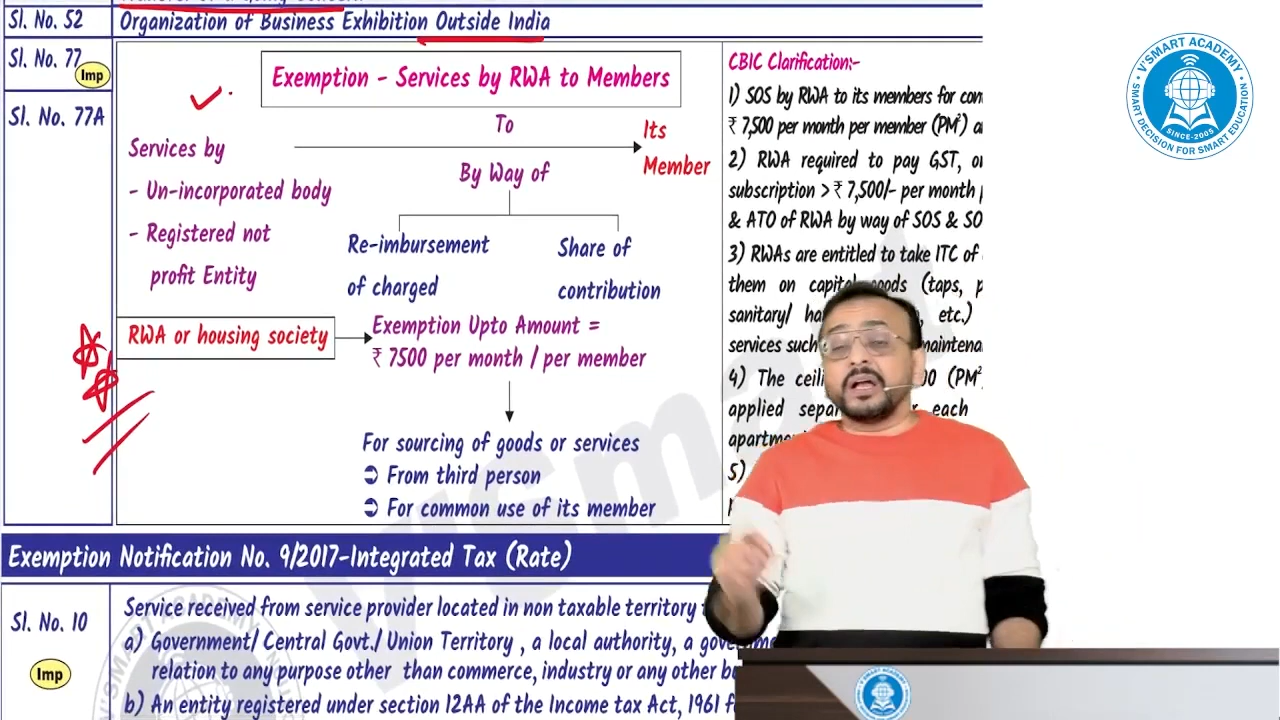 Sl. No. 52
Organization of Business Exhibition Outside India
Sl. No. 77
Imp
Sl. No. 77A
Exemption - Services by RWA to Members
To
Its
Member
Services by
By Way of
- Un-incorporated body
- Registered not
profit Entity
Re-imbursement
of charged
Share of
contribution
RWA or housing society
Exemption Upto Amount =
₹ 7500 per month / per member
For sourcing of goods or services
➲ From third person
➲ For common use of its member
CBIC Clarification:-
1) SOS by RWA to its members for
₹ 7,500 per month per member (PM²)
2) RWA required to pay GST,
subscription > ₹ 7,500/- per month
& ATO of RWA by way of SOS &
3) RWAs are entitled to take ITC of
them on capital goods (taps,
sanitary/ etc.)
services such
4) The (PM²
applied each
5)
Exemption Notification No. 9/2017-Integrated Tax (Rate)
Sl. No. 10
Imp
Service received from service provider located in non taxable territory
a) Government/ Central Govt./ Union Territory , a local authority, a
relation to any purpose other than commerce, industry or any other
b) An entity registered under section 12AA of the Income tax Act, 1961
V'SMART ACADEMY
SINCE-2005
SMART DECISION FOR SMART EDUCATION
VSmart